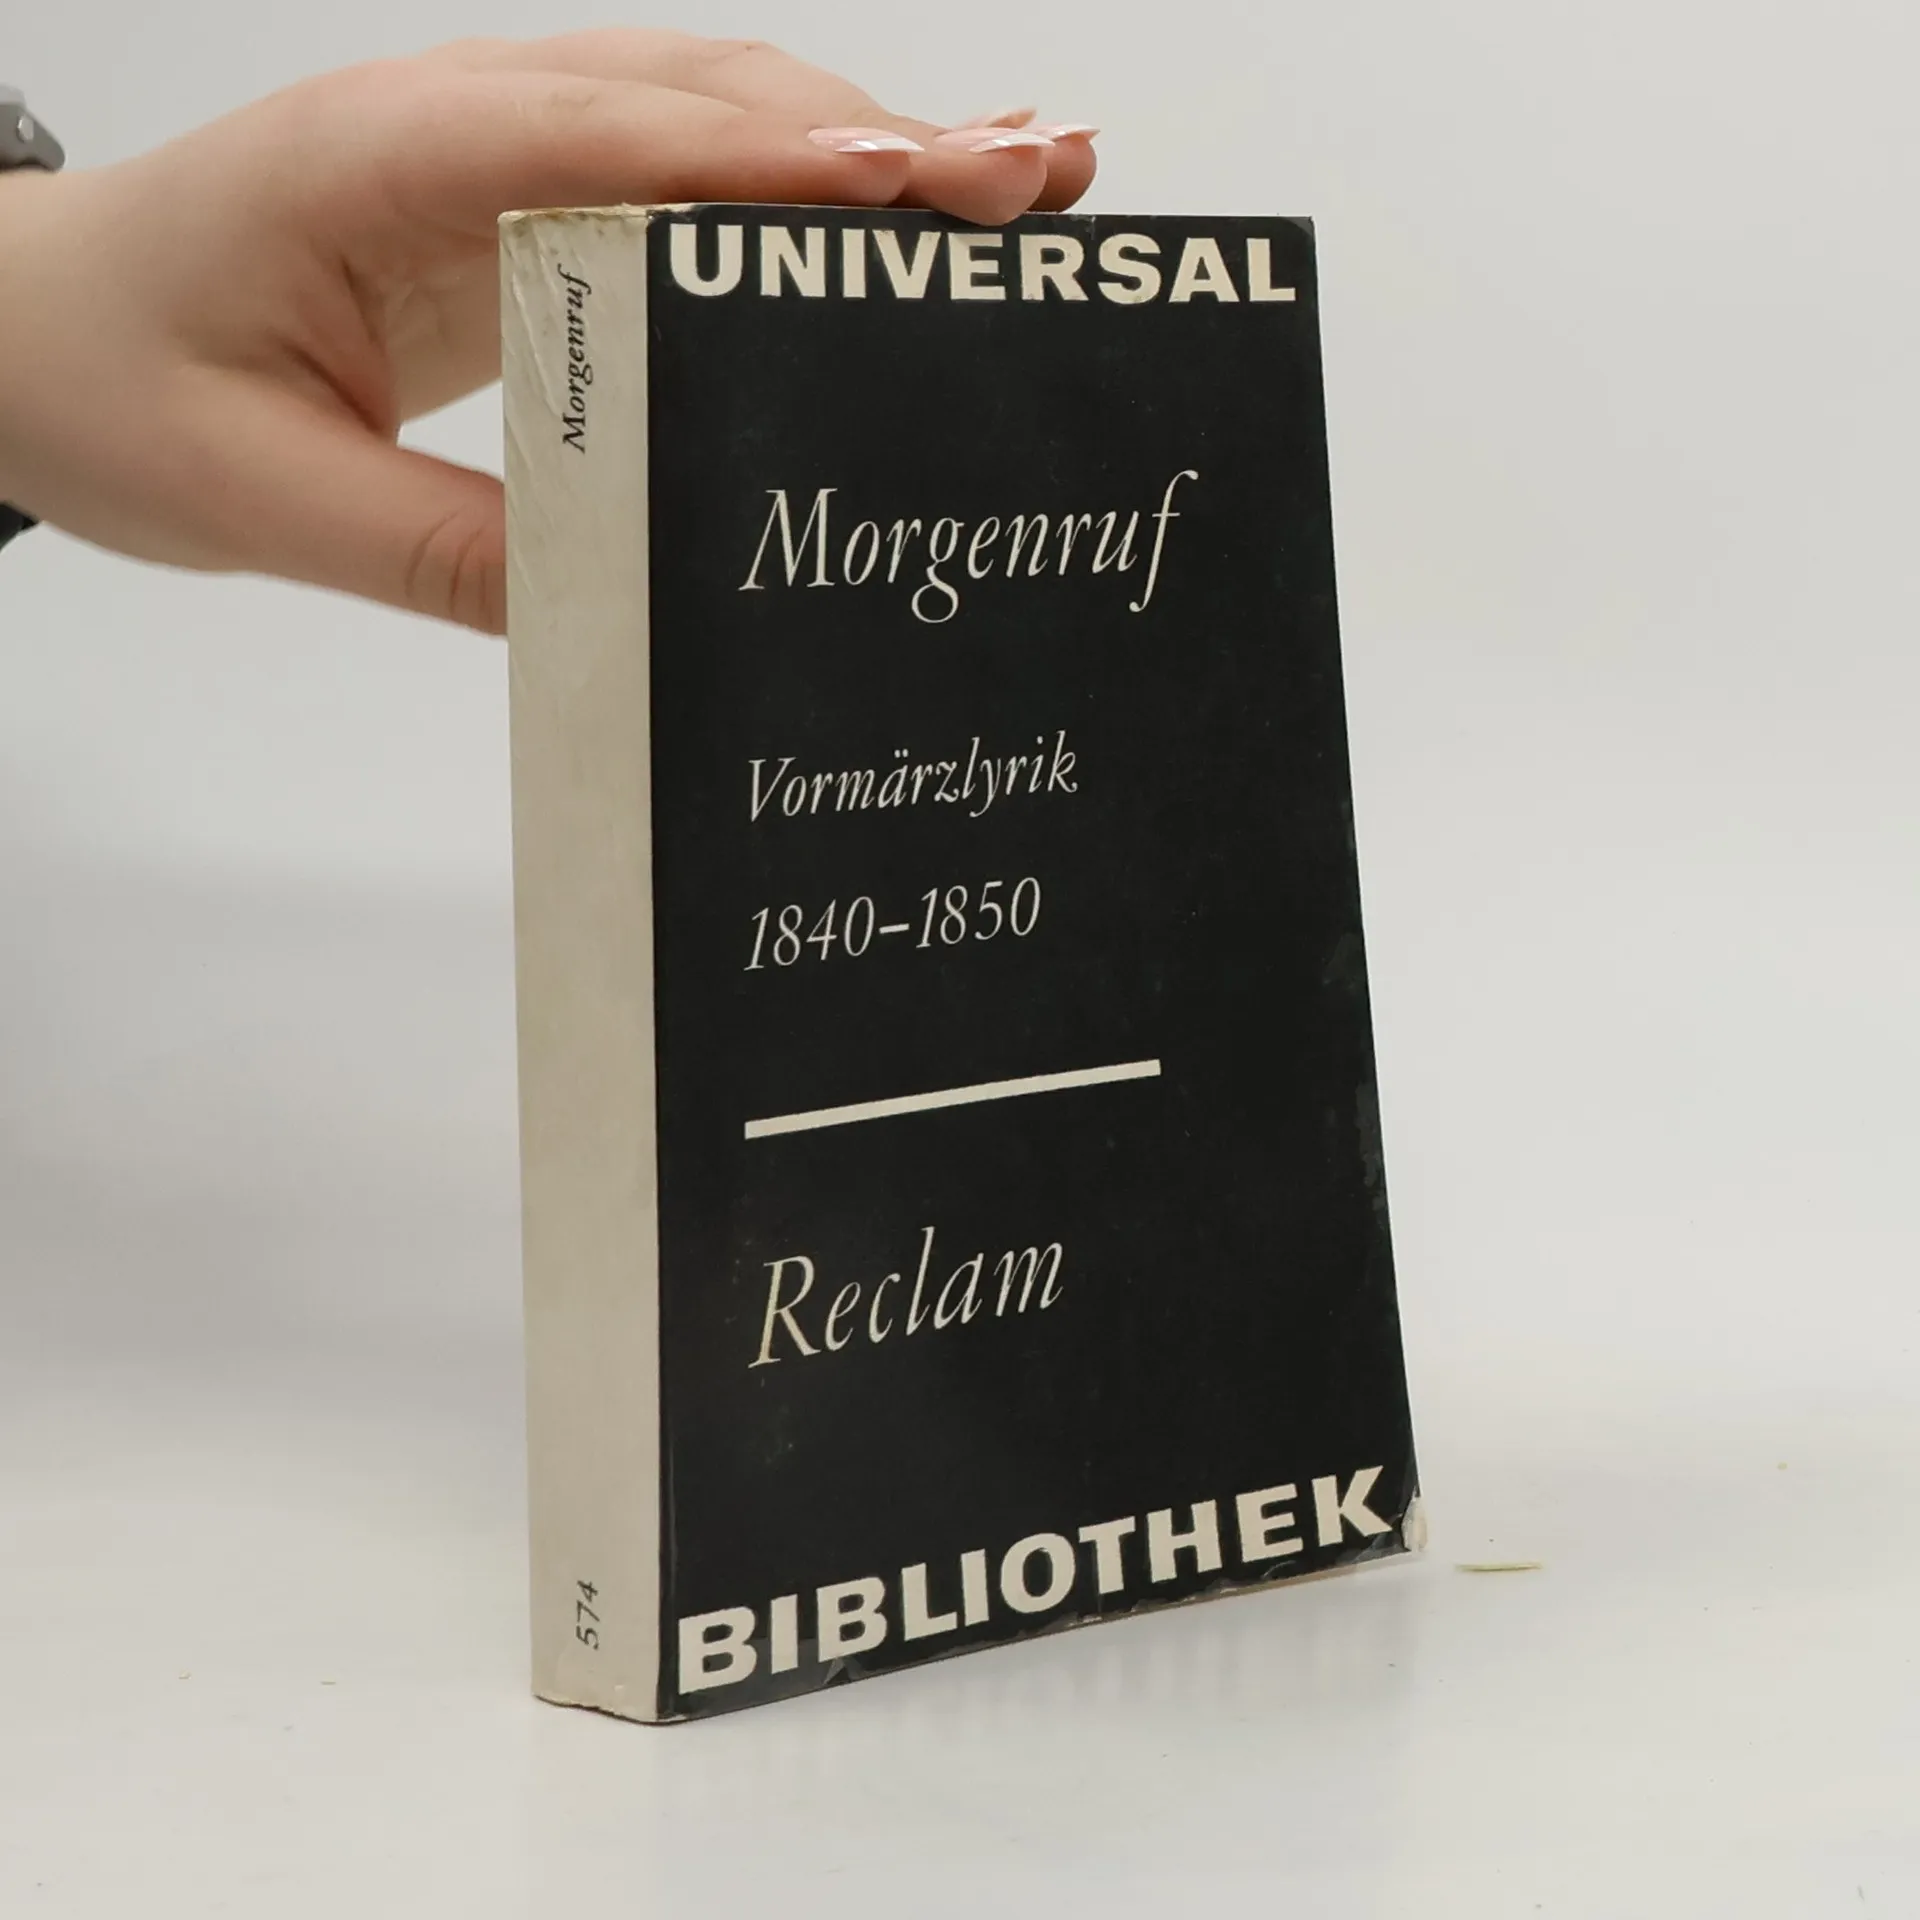 Morgenruf
574
UNIVERSAL
Morgenruf
Vormärzlyrik
1840–1850
Reclam
BIBLIOTHEK